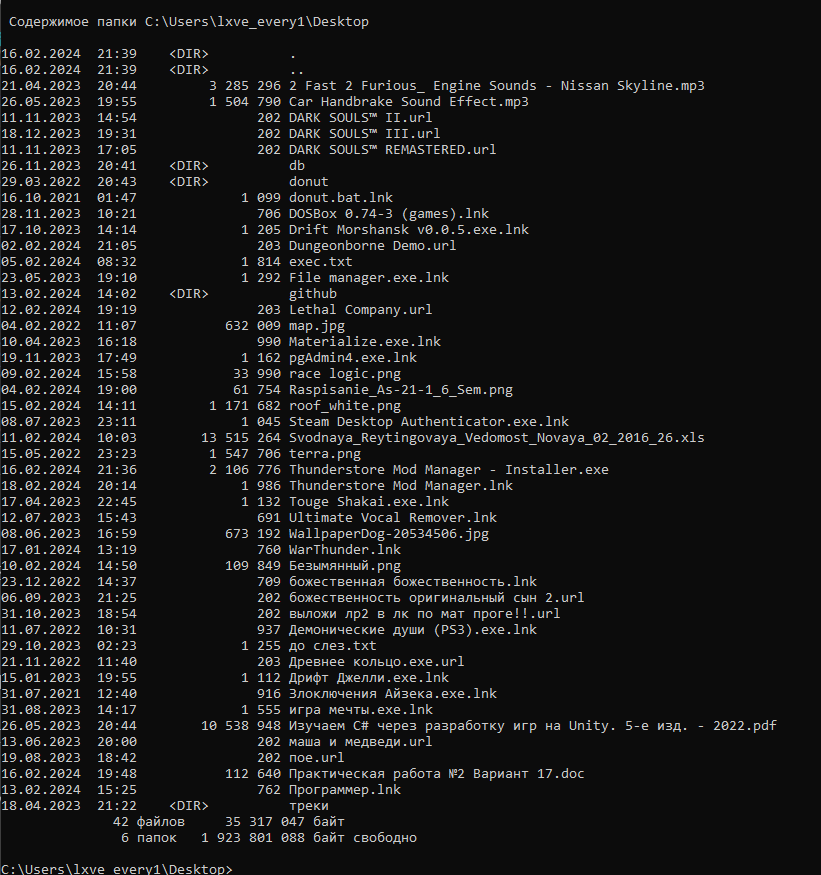 Содержимое папки C:\Users\lxve_every1\Desktop
16.02.2024  21:39    <DIR>          .
16.02.2024  21:39    <DIR>          ..
21.04.2023  20:44         3 285 296 2 Fast 2 Furious_ Engine Sounds - Nissan Skyline.mp3
26.05.2023  19:55         1 504 790 Car Handbrake Sound Effect.mp3
11.11.2023  14:54               202 DARK SOULS™ II.url
18.12.2023  19:31               202 DARK SOULS™ III.url
11.11.2023  17:05               202 DARK SOULS™ REMASTERED.url
26.11.2023  20:41    <DIR>          db
29.03.2022  20:43    <DIR>          donut
16.10.2021  01:47             1 099 donut.bat.lnk
28.11.2023  10:21               706 DOSBox 0.74-3 (games).lnk
17.10.2023  14:14             1 205 Drift Morshansk v0.0.5.exe.lnk
02.02.2024  21:05               203 Dungeonborne Demo.url
05.02.2024  08:32             1 814 exec.txt
23.05.2023  19:10             1 292 File manager.exe.lnk
13.02.2024  14:02    <DIR>          github
12.02.2024  19:19               203 Lethal Company.url
04.02.2022  11:07           632 009 map.jpg
10.04.2023  16:18               990 Materialize.exe.lnk
19.11.2023  17:49             1 162 pgAdmin4.exe.lnk
09.02.2024  15:58            33 990 race logic.png
04.02.2024  19:00            61 754 Raspisanie_As-21-1_6_Sem.png
15.02.2024  14:11         1 171 682 roof_white.png
08.07.2023  23:11             1 045 Steam Desktop Authenticator.exe.lnk
11.02.2024  10:03        13 515 264 Svodnaya_Reytingovaya_Vedomost_Novaya_02_2016_26.xls
15.05.2022  23:23         1 547 706 terra.png
16.02.2024  21:36         2 106 776 Thunderstore Mod Manager - Installer.exe
18.02.2024  20:14             1 986 Thunderstore Mod Manager.lnk
17.04.2023  22:45             1 132 Touge Shakai.exe.lnk
12.07.2023  15:43               691 Ultimate Vocal Remover.lnk
08.06.2023  16:59           673 192 WallpaperDog-20534506.jpg
17.01.2024  13:19               760 WarThunder.lnk
10.02.2024  14:50           109 849 Безымянный.png
23.12.2022  14:37               709 божественная божественность.lnk
06.09.2023  21:25               202 божественность оригинальный сын 2.url
31.10.2023  18:54               202 выложи лр2 в лк по мат проге!!.url
11.07.2022  10:31               937 Демонические души (PS3).exe.lnk
29.10.2023  02:23             1 255 до слез.txt
21.11.2022  11:40               203 Древнее кольцо.exe.url
15.01.2023  19:55             1 112 Дрифт Джелли.exe.lnk
31.07.2021  12:40               916 Злоключения Айзека.exe.lnk
31.08.2023  14:17             1 555 игра мечты.exe.lnk
26.05.2023  20:44        10 538 948 Изучаем C# через разработку игр на Unity. 5-е изд. - 2022.pdf
13.06.2023  20:00               202 маша и медведи.url
19.08.2023  18:42               202 пое.url
16.02.2024  19:48           112 640 Практическая работа №2 Вариант 17.doc
13.02.2024  15:25               762 Программер.lnk
18.04.2023  21:22    <DIR>          треки
42 файлов     35 317 047 байт
6 папок   1 923 801 088 байт свободно
C:\Users\lxve_every1\Desktop>